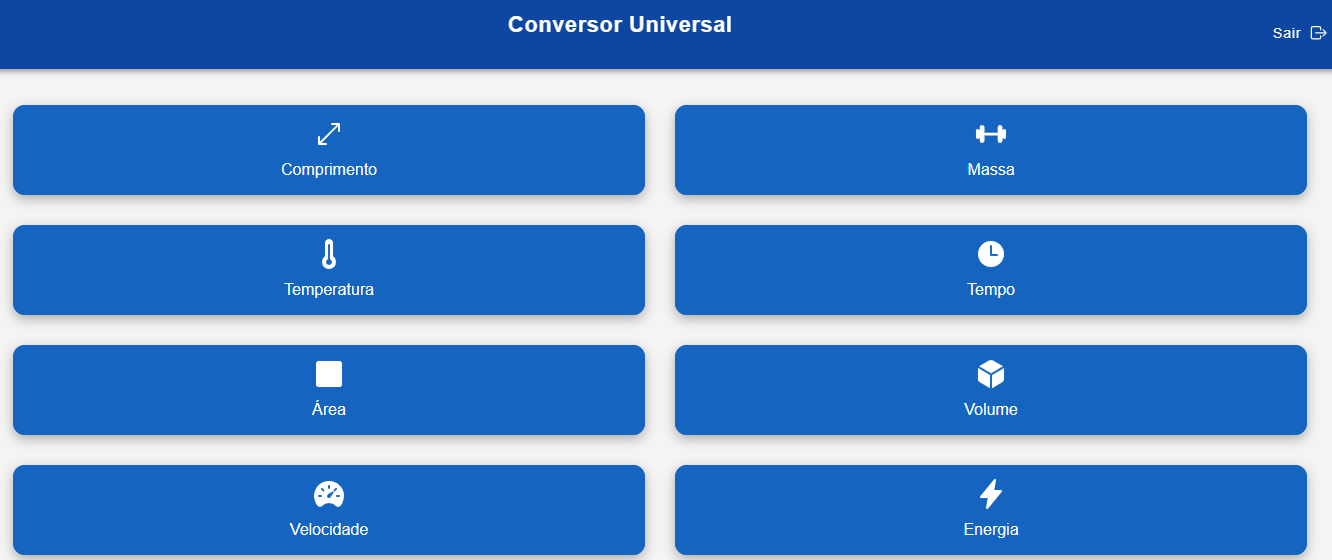 Conversor Universal
Sair
Comprimento
Massa
Temperatura
Tempo
Área
Volume
Velocidade
Energia